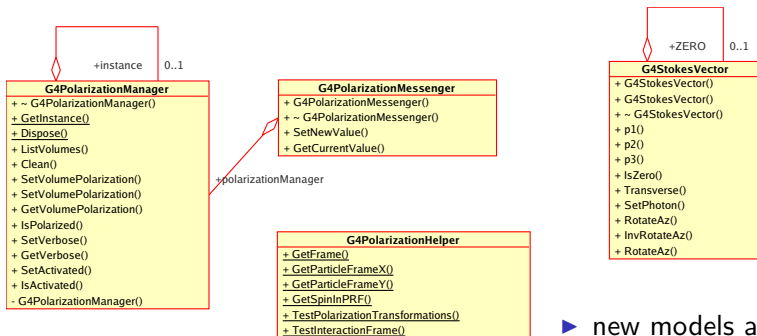 +instance 0..1
G4PolarizationManager
+ ~ G4PolarizationManager()
+ GetInstance()
+ Dispose()
+ ListVolumes()
+ Clean()
+ SetVolumePolarization()
+ SetVolumePolarization()
+ GetVolumePolarization()
+ IsPolarized()
+ SetVerbose()
+ GetVerbose()
+ SetActivated()
+ IsActivated()
- G4PolarizationManager()
G4PolarizationMessenger
+ G4PolarizationMessenger()
+ ~ G4PolarizationMessenger()
+ SetNewValue()
+ GetCurrentValue()
+polarizationManager
G4PolarizationHelper
+ GetFrame()
+ GetParticleFrameX()
+ GetParticleFrameY()
+ GetSpinInPRF()
+ TestPolarizationTransformations()
+ TestInteractionFrame()
+ZERO 0..1
G4StokesVector
+ G4StokesVector()
+ G4StokesVector()
+ ~ G4StokesVector()
+ p1()
+ p2()
+ p3()
+ IsZero()
+ Transverse()
+ SetPhoton()
+ RotateAz()
+ InvRotateAz()
+ RotateAz()
▶ new models a